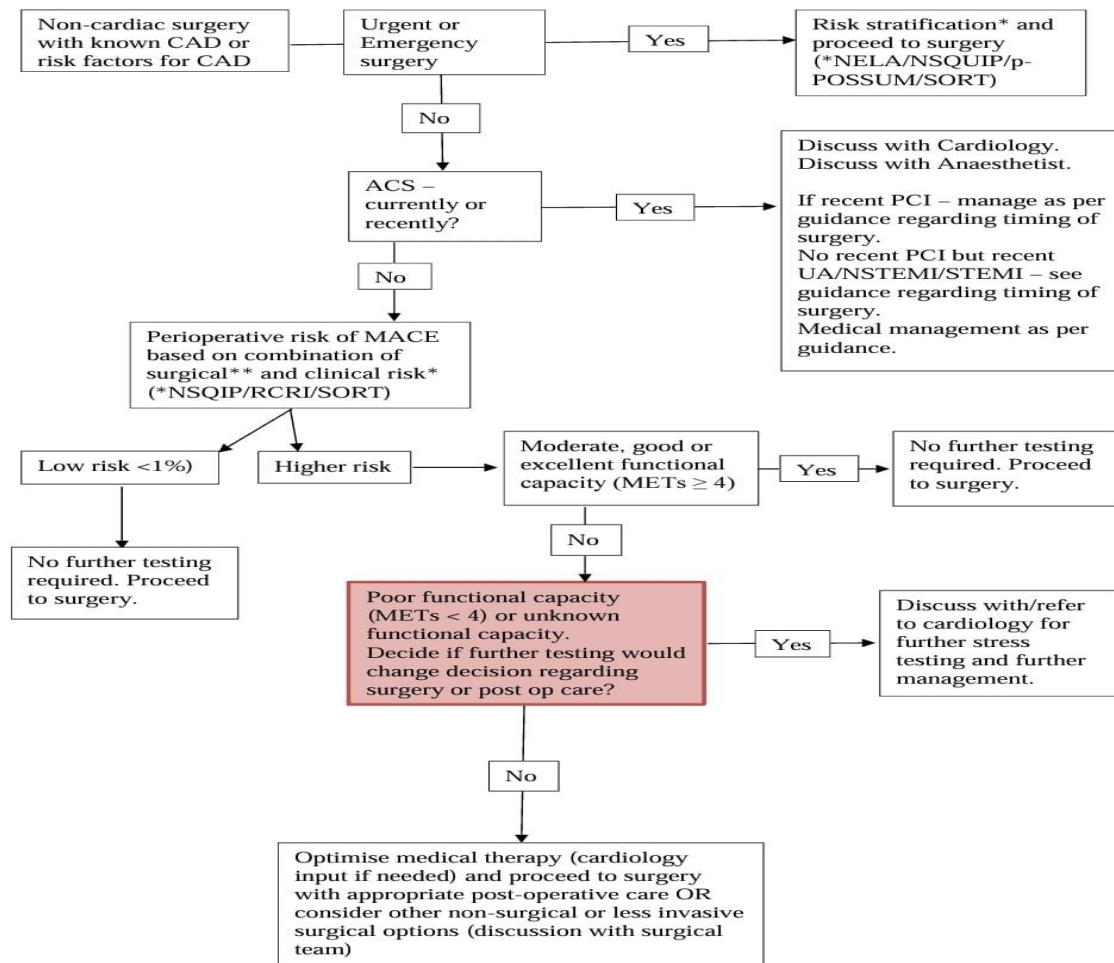 Non-cardiac surgery
with known CAD or
risk factors for CAD
Urgent or
Emergency
surgery
Yes
Risk stratification* and
proceed to surgery
(*NELA/NSQUIP/p-
POSSUM/SORT)
No
ACS –
currently or
recently?
Yes
Discuss with Cardiology.
Discuss with Anaesthetist.
If recent PCI – manage as per
guidance regarding timing of
surgery.
No recent PCI but recent
UA/NSTEMI/STEMI – see
guidance regarding timing of
surgery.
Medical management as per
guidance.
No
Perioperative risk of MACE
based on combination of
surgical** and clinical risk*
(*NSQIP/RCRI/SORT)
Low risk <1%)
Higher risk
Moderate, good or
excellent functional
capacity (METs ≥ 4)
Yes
No further testing
required. Proceed
to surgery.
No further testing
required. Proceed
to surgery.
No
Poor functional capacity
(METs < 4) or unknown
functional capacity.
Decide if further testing would
change decision regarding
surgery or post op care?
Yes
Discuss with/refer
to cardiology for
further stress
testing and further
management.
No
Optimise medical therapy (cardiology
input if needed) and proceed to surgery
with appropriate post-operative care OR
consider other non-surgical or less invasive
surgical options (discussion with surgical
team)